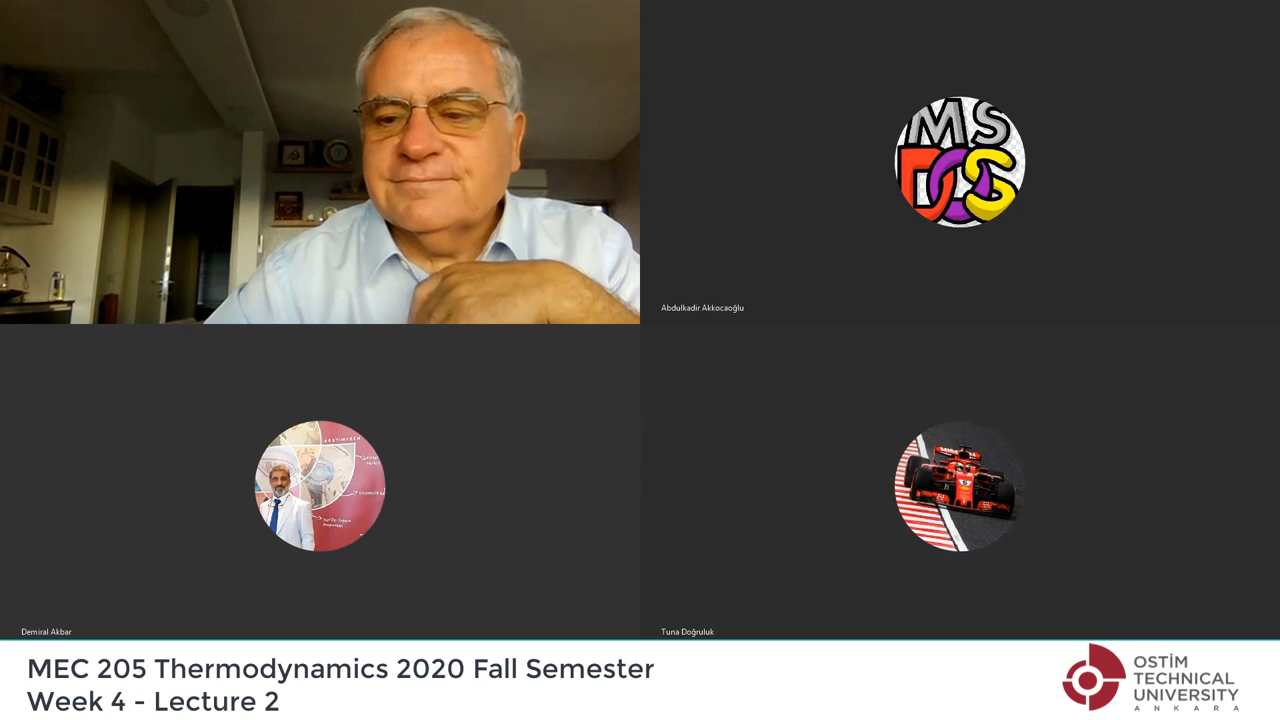 MS
DOS
Abdulkadir Akkocaoğlu
Demiral Akbar
Tuna Doğruluk
MEC 205 Thermodynamics 2020 Fall Semester
Week 4 - Lecture 2
OSTİM
TECHNICAL
UNIVERSITY
ANKARA